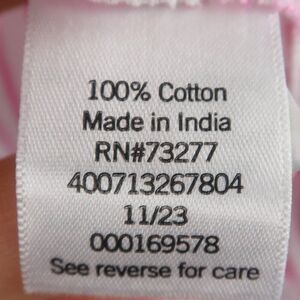 100% Cotton
Made in India
RN#73277
400713267804
11/23
000169578
See reverse for care